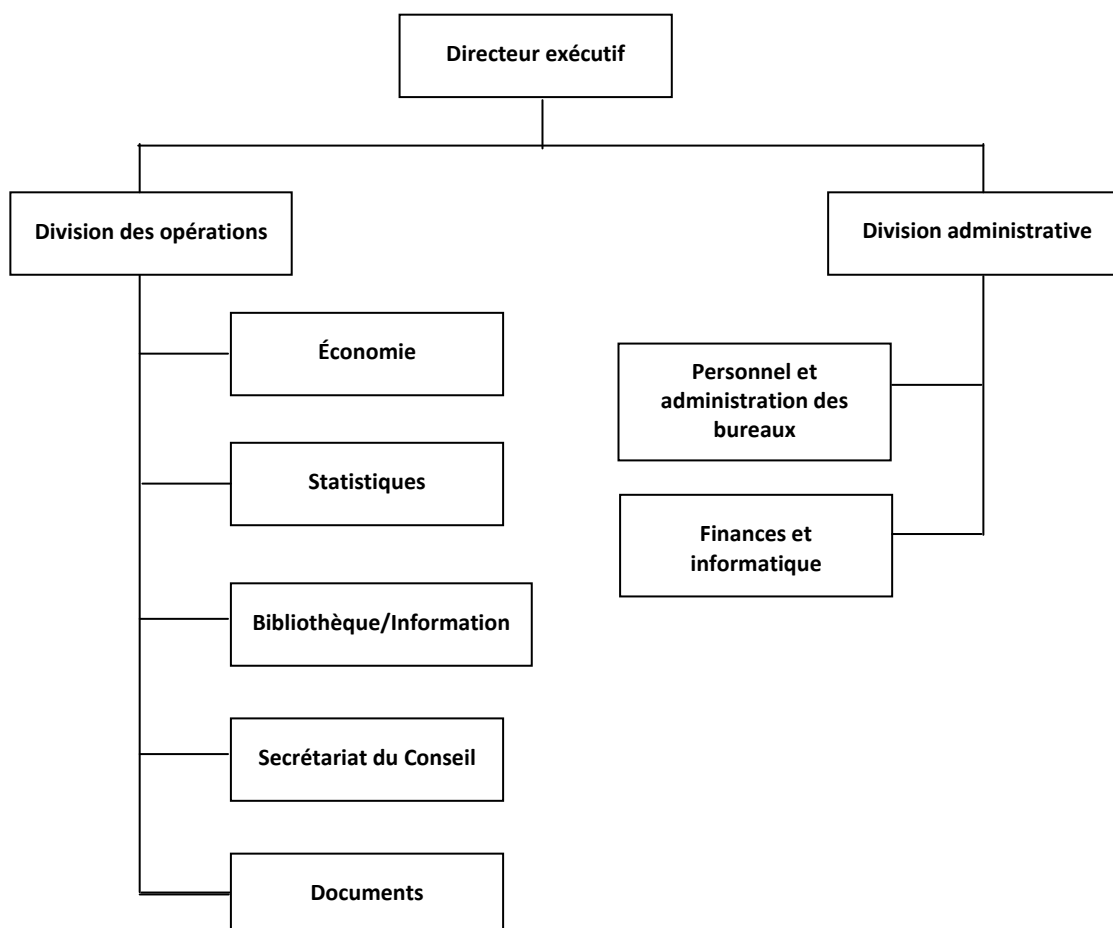 Directeur exécutif
Division des opérations
Division administrative
Économie
Statistiques
Bibliothèque/Information
Secrétariat du Conseil
Documents
Personnel et
administration des
bureaux
Finances et
informatique